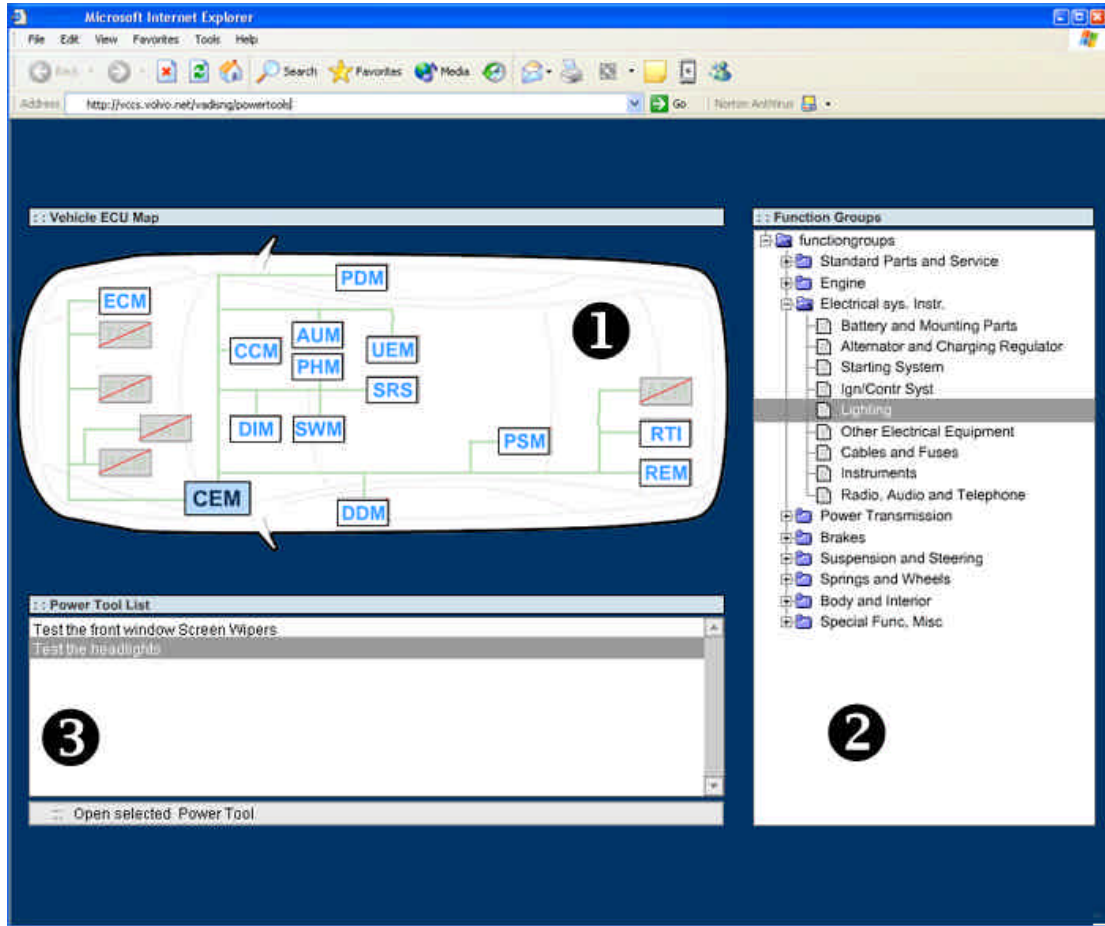 Microsoft Internet Explorer
File Edit View Favorites Tools Help
Back Search Favorites Media
Address http://vccs.volvo.net/vadisng/powertools Go Norton AntiVirus
: : Vehicle ECU Map
PDM
ECM
AUM
CCM
UEM
PHM
SRS
DIM
SWM
PSM
RTI
REM
CEM
DDM
1
: : Function Groups
functiongroups
Standard Parts and Service
Engine
Electrical sys. Instr.
Battery and Mounting Parts
Alternator and Charging Regulator
Starting System
Ign/Contr Syst
Lighting
Other Electrical Equipment
Cables and Fuses
Instruments
Radio, Audio and Telephone
Power Transmission
Brakes
Suspension and Steering
Springs and Wheels
Body and Interior
Special Func, Misc
2
: : Power Tool List
Test the front window Screen Wipers
Test the headlights
3
:: Open selected Power Tool